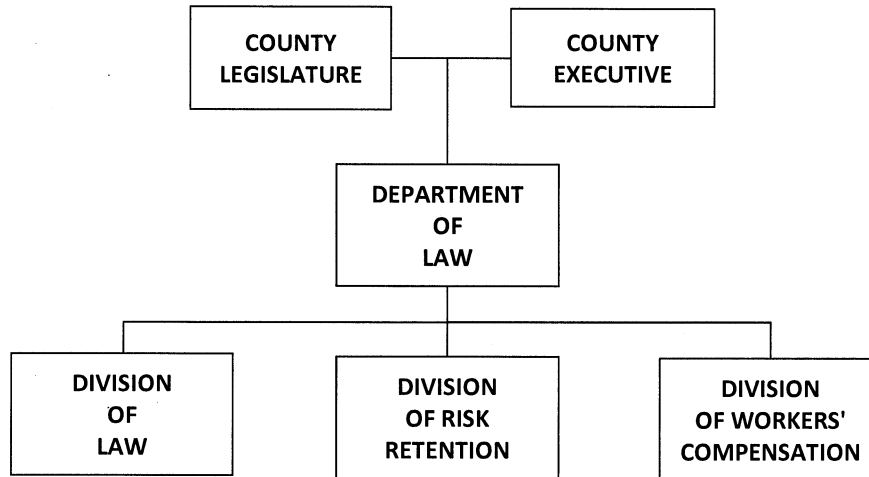 COUNTY
LEGISLATURE
COUNTY
EXECUTIVE
DEPARTMENT
OF
LAW
DIVISION
OF
LAW
DIVISION
OF RISK
RETENTION
DIVISION
OF WORKERS'
COMPENSATION